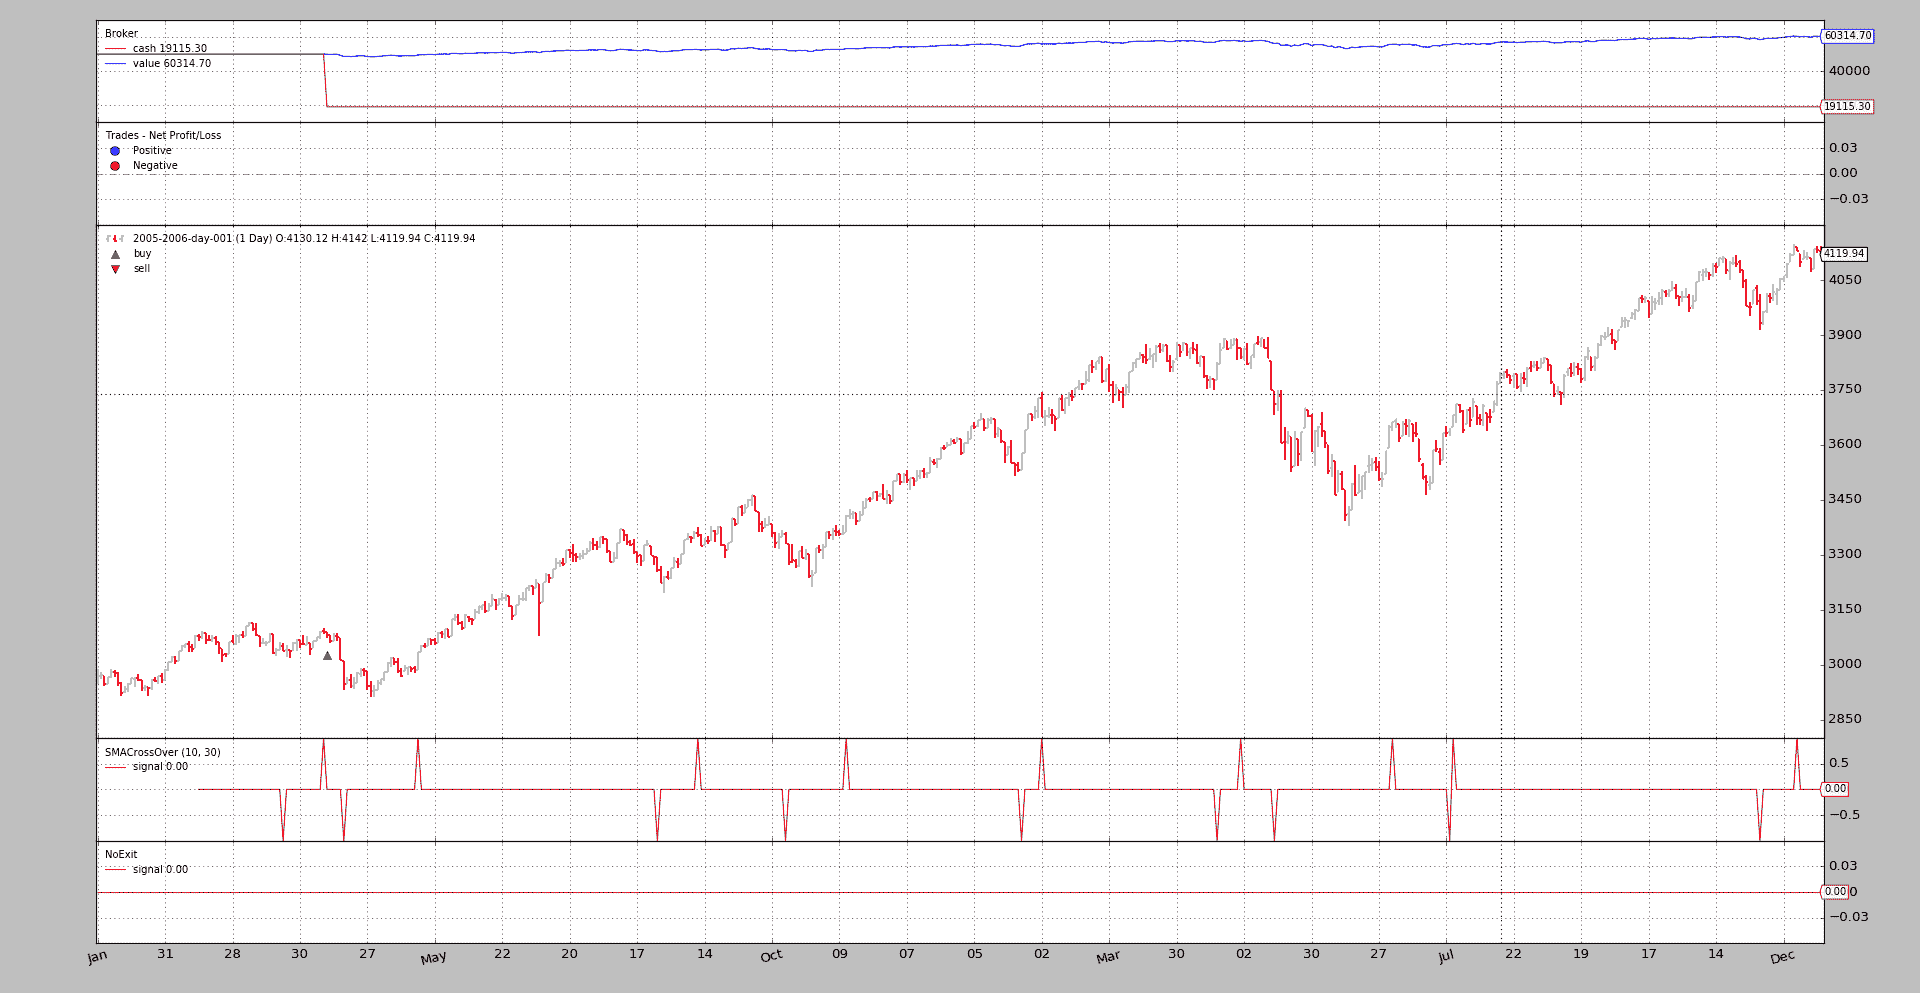 Broker
cash 19115.30
value 60314.70
60314.70
40000
19115.30
Trades - Net Profit/Loss
Positive
Negative
0.03
0.00
−0.03
2005-2006-day-001 (1 Day) O:4130.12 H:4142 L:4119.94 C:4119.94
buy
sell
4119.94
4050
3900
3750
3600
3450
3300
3150
3000
2850
SMACrossOver (10, 30)
signal 0.00
0.5
0.00
−0.5
NoExit
signal 0.00
0.03
0.00 0
−0.03
Jan 31 28 30 27 May 22 20 17 14 Oct 09 07 05 02 Mar 30 02 30 27 Jul 22 19 17 14 Dec